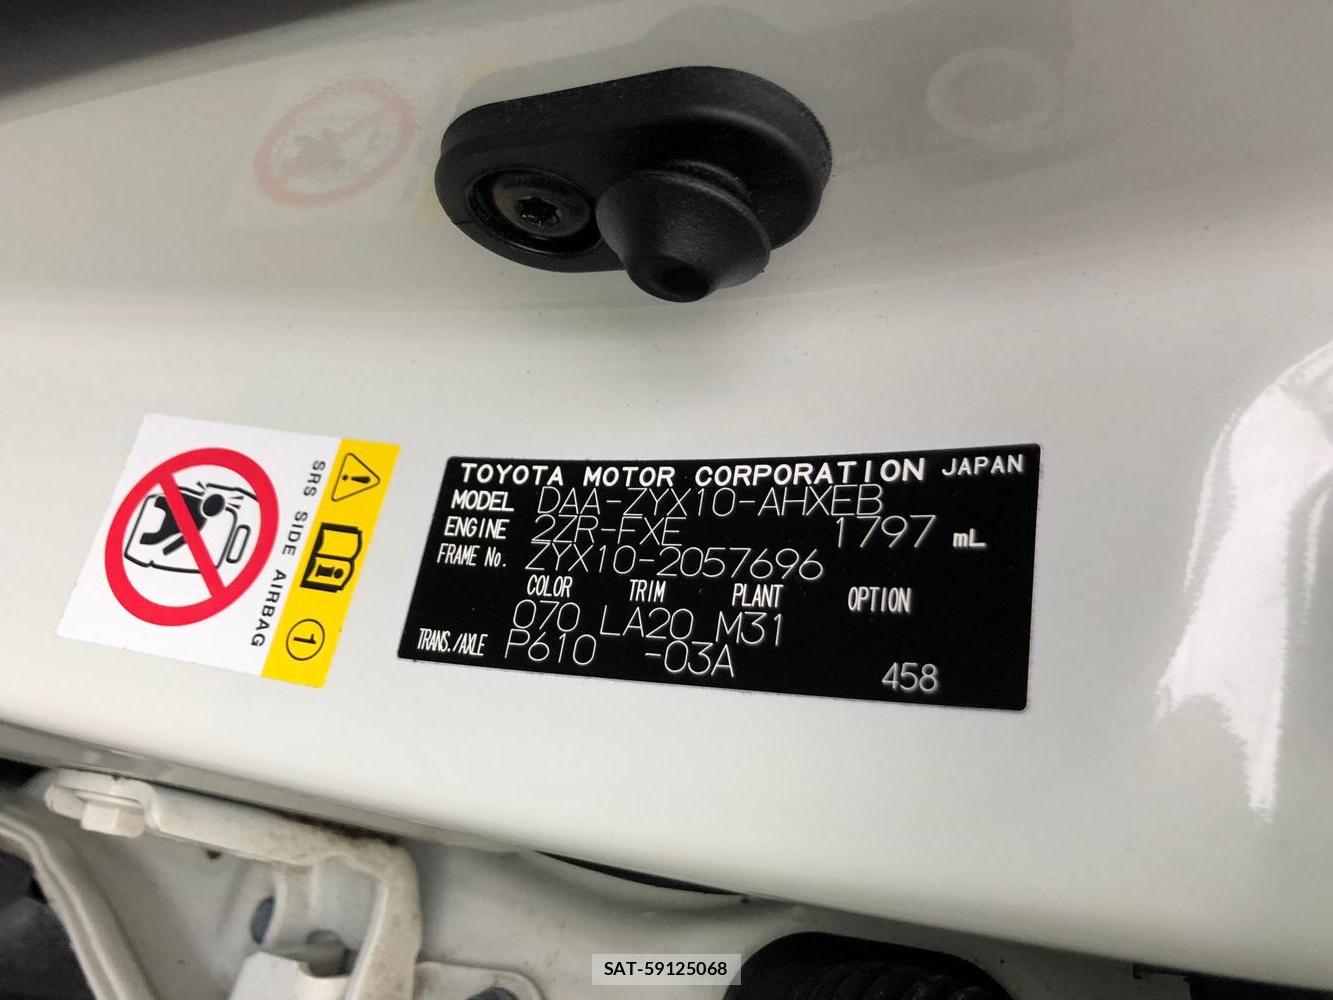 TOYOTA MOTOR CORPORATION JAPAN
MODEL DAA-ZYX10-AHXEB
ENGINE 2ZR-FXE 1797 mL
FRAME No. ZYX10-2057696
COLOR TRIM PLANT OPTION
070 LA20 M31
TRANS./AXLE P610 -03A
458
SRS SIDE AIRBAG
1
SAT-59125068